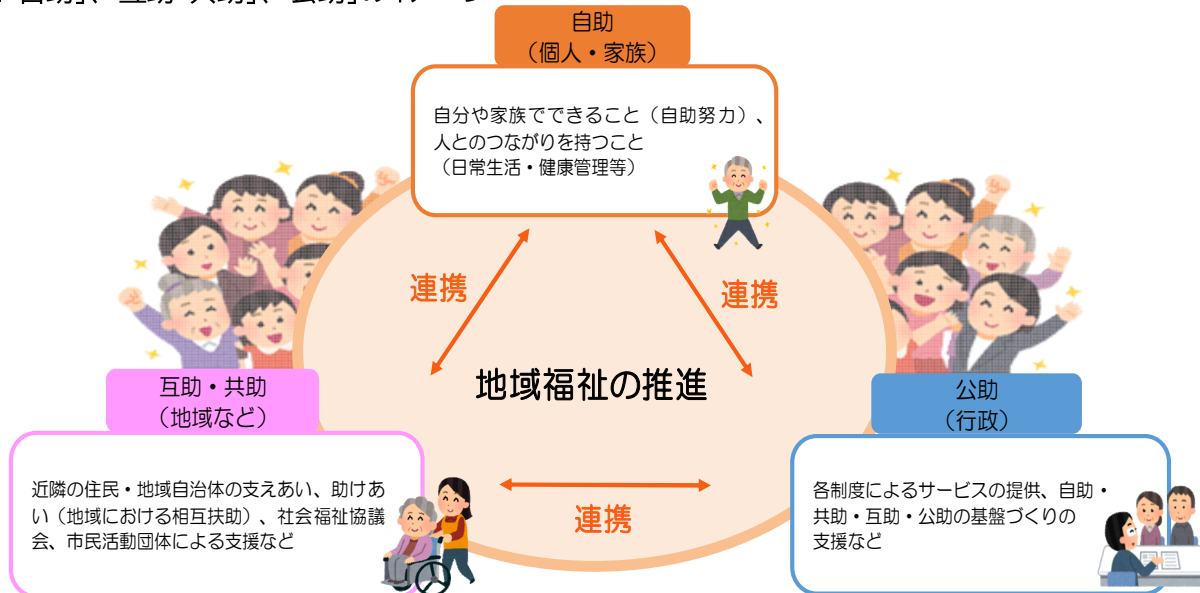 自助
（個人・家族）
自分や家族でできること（自助努力）、
人とのつながりを持つこと
（日常生活・健康管理等）
連携
連携
地域福祉の推進
互助・共助
（地域など）
公助
（行政）
近隣の住民・地域自治体の支えあい、助けあ
い（地域における相互扶助）、社会福祉協議
会、市民活動団体による支援など
連携
各制度によるサービスの提供、自助・
共助・互助・公助の基盤づくりの
支援など